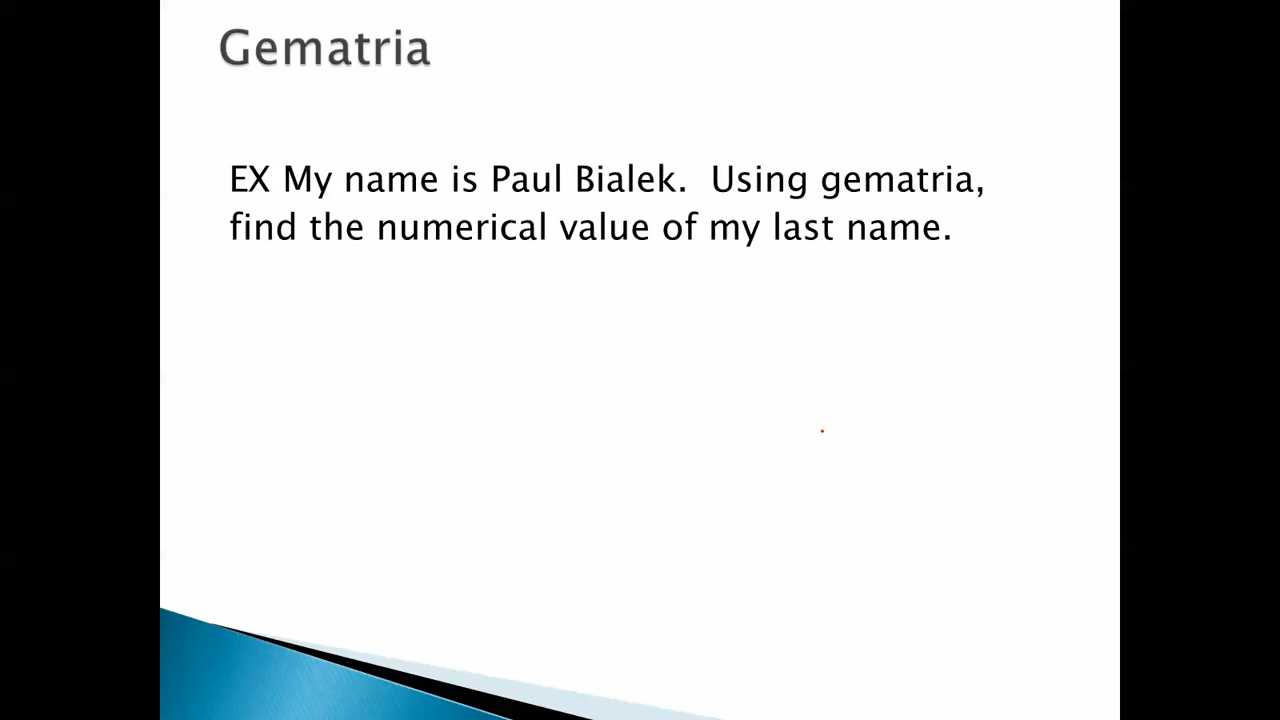 Gematria
EX My name is Paul Bialek.  Using gematria,
find the numerical value of my last name.